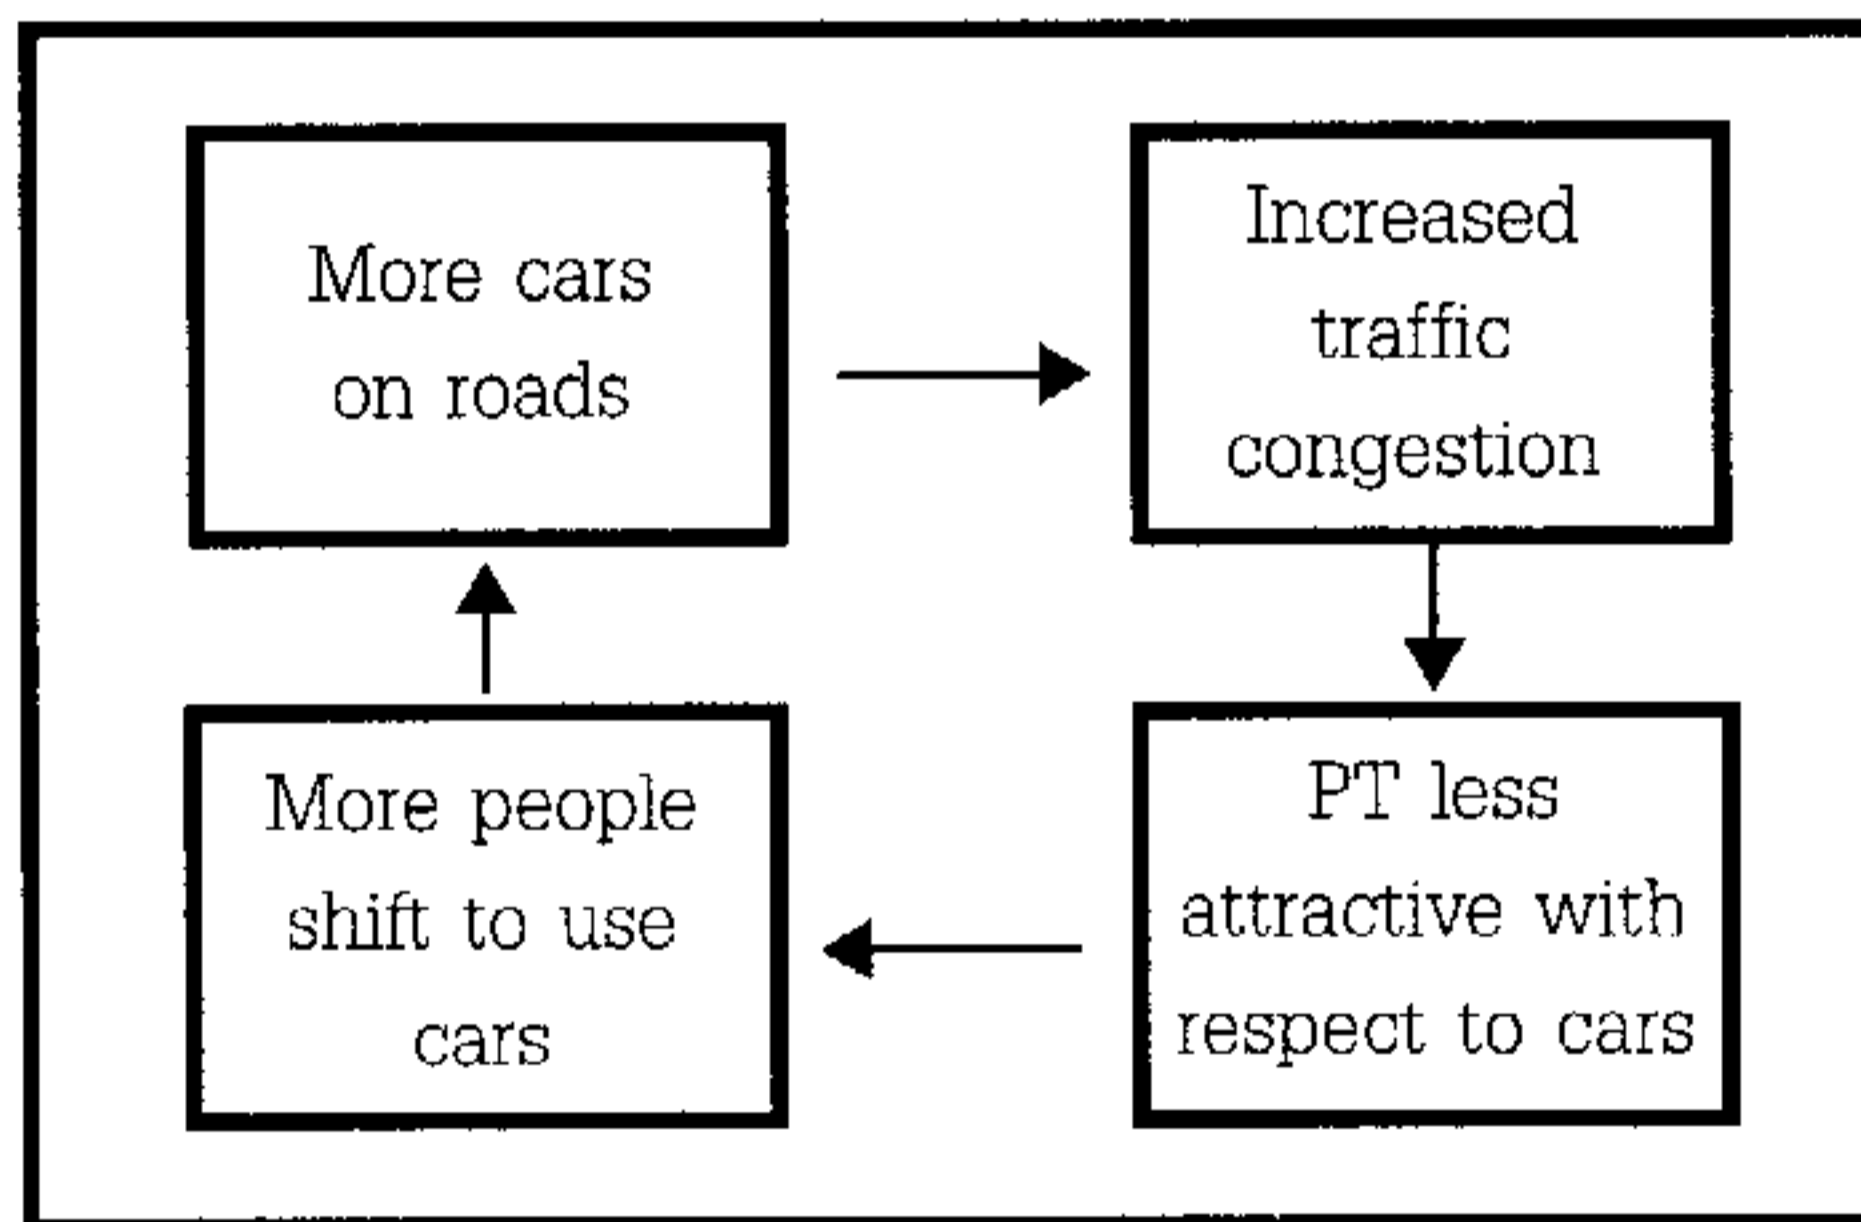 More cars
on roads
Increased
traffic
congestion
PT less
attractive with
respect to cars
More people
shift to use
cars